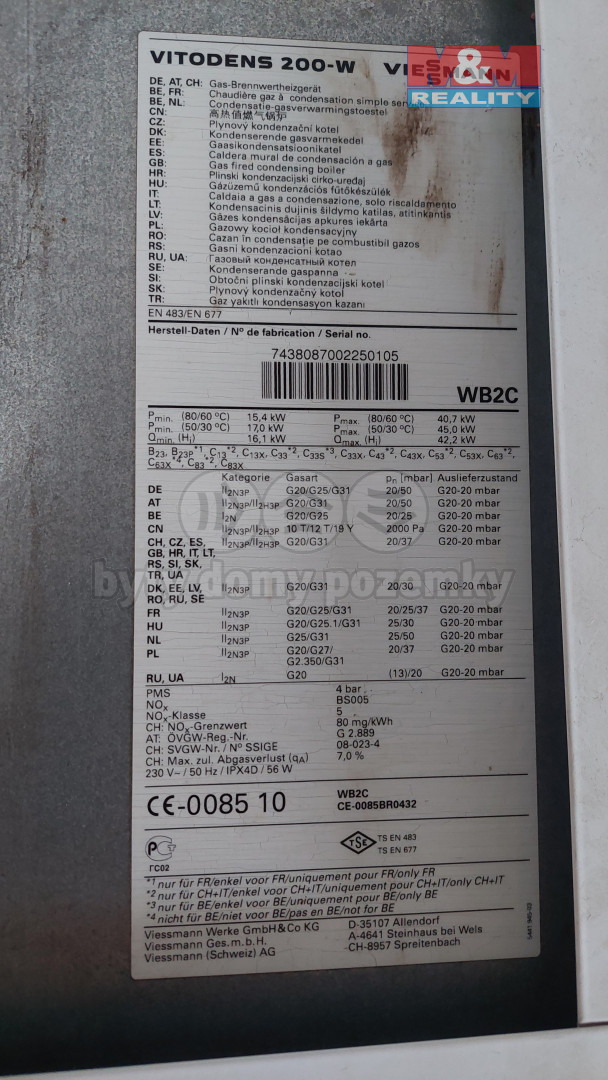 VITODENS 200-W VIESSMANN
M&M
REALITY
DE, AT, CH: Gas-Brennwertheizgerät
BE, FR: Chaudière gaz à condensation simple
BE, NL: Condensatie-gasverwarmingstoestel
CN: 高热值燃气锅炉
CZ: Plynový kondenzační kotel
DK: Kondenserende gasvarmekedel
EE: Gaasikondensatsioonikatel
ES: Caldera mural de condensación a gas
GB: Gas fired condensing boiler
HR: Plinski kondenzacijski cirko-uređaj
HU: Gázüzemű kondenzációs fűtőkészülék
IT: Caldaia a gas a condensazione, solo riscaldamento
LT: Kondensacinis dujinis šildymo katilas, atitinkantis
LV: Gāzes kondensācijas apkures iekārta
PL: Gazowy kocioł kondensacyjny
RO: Cazan în condensaţie pe combustibil gazos
RS: Gasni kondenzacioni kotao
RU, UA: Газовый конденсатный котел
SE: Kondenserande gaspanna
SI: Obtočni plinski kondenzacijski kotel
SK: Plynový kondenzačný kotol
TR: Gaz yakıtlı kondensasyon kazanı
EN 483/EN 677
Herstell-Daten / N° de fabrication / Serial no.
7438087002250105
WB2C
Pmin. (80/60 °C) 15,4 kW Pmax. (80/60 °C) 40,7 kW
Pmin. (50/30 °C) 17,0 kW Pmax. (50/30 °C) 45,0 kW
Qmin. (Hi) 16,1 kW Qmax. (Hi) 42,2 kW
B23, B23P*1, C13*2, C13X, C33*2, C33S*3, C33X, C43*2, C43X, C53*2, C53X, C63*2,
C63X*4, C83*2, C83X
Kategorie Gasart pn [mbar] Auslieferzustand
DE II2N3P G20/G25/G31 20/50 G20-20 mbar
AT II2N3P/II2H3P G20/G31 20/50 G20-20 mbar
BE I2N G20/G25 20/25 G20-20 mbar
CN II2N3P/II2H3P 10 T/12 T/19 Y 2000 Pa G20-20 mbar
CH, CZ, ES, II2N3P/II2H3P G20/G31 20/37 G20-20 mbar
GB, HR, IT, LT,
RS, SI, SK,
TR, UA
DK, EE, LV, II2N3P G20/G31 20/30 G20-20 mbar
RO, RU, SE
FR II2N3P G20/G25/G31 20/25/37 G20-20 mbar
HU II2N3P G20/G25.1/G31 25/30 G20-20 mbar
NL II2N3P G25/G31 25/50 G20-20 mbar
PL II2N3P G20/G27/ 20/37 G20-20 mbar
G2.350/G31
RU, UA I2N G20 (13)/20 G20-20 mbar
byty domy pozemky
PMS 4 bar
NOx BS005
NOx-Klasse 5
CH: NOx-Grenzwert 80 mg/kWh
AT: ÖVGW-Reg.-Nr. G 2.889
CH: SVGW-Nr. / N° SSIGE 08-023-4
CH: Max. zul. Abgasverlust (qA) 7,0 %
230 V~ / 50 Hz / IPX4D / 56 W
CE-0085 10 WB2C
CE-0085BR0432
ГС02
TSE
TS EN 483
TS EN 677
*1 nur für FR/enkel voor FR/uniquement pour FR/only FR
*2 nur für CH+IT/enkel voor CH+IT/uniquement pour CH+IT/only CH+IT
*3 nur für BE/enkel voor BE/uniquement pour BE/only BE
*4 nicht für BE/niet voor BE/pas en BE/not for BE
Viessmann Werke GmbH&Co KG D-35107 Allendorf
Viessmann Ges.m.b.H. A-4641 Steinhaus bei Wels
Viessmann (Schweiz) AG CH-8957 Spreitenbach